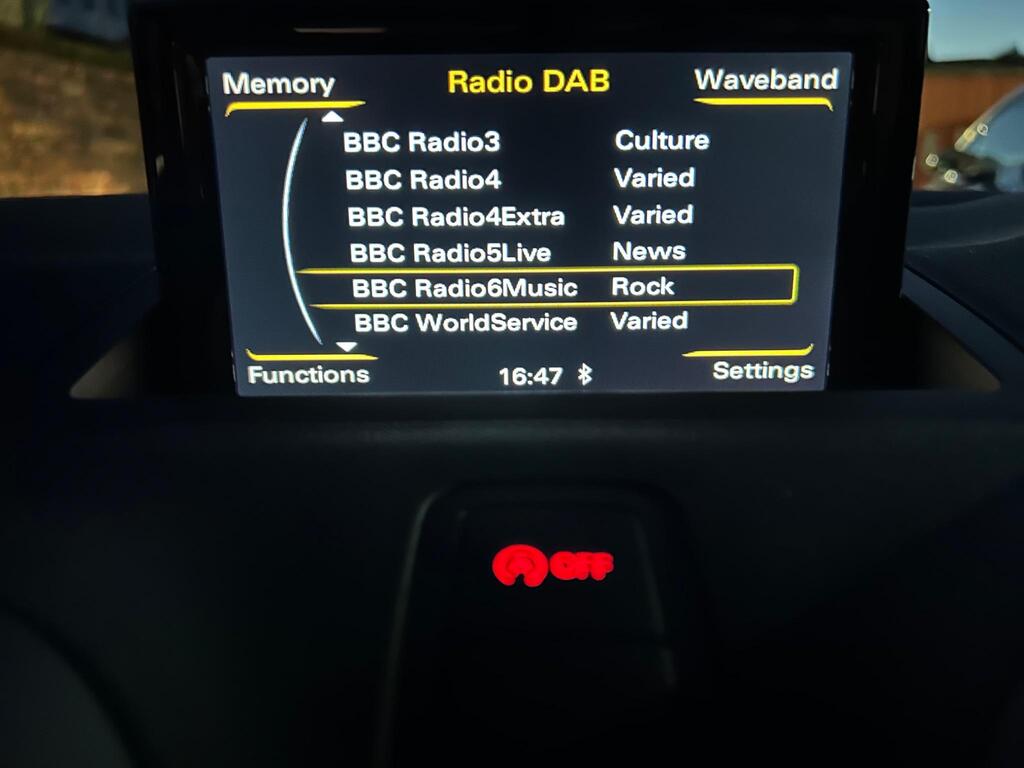 Memory Radio DAB Waveband
BBC Radio3 Culture
BBC Radio4 Varied
BBC Radio4Extra Varied
BBC Radio5Live News
BBC Radio6Music Rock
BBC WorldService Varied
Functions 16:47 Settings
OFF